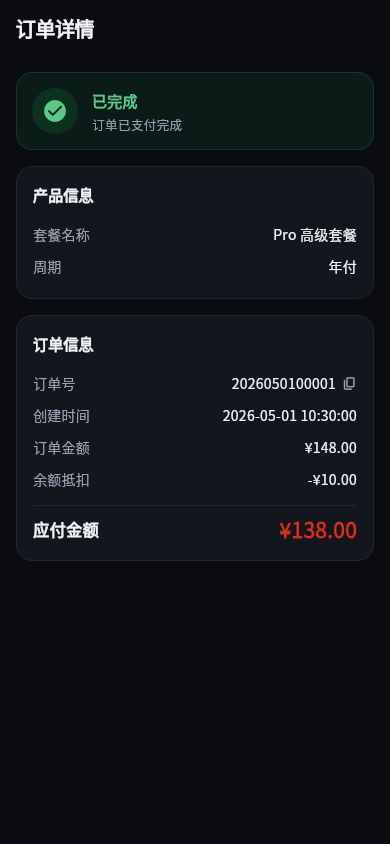 订单详情
已完成
订单已支付完成
产品信息
套餐名称 Pro 高级套餐
周期 年付
订单信息
订单号 2026050100001
创建时间 2026-05-01 10:30:00
订单金额 ¥148.00
余额抵扣 -¥10.00
应付金额 ¥138.00